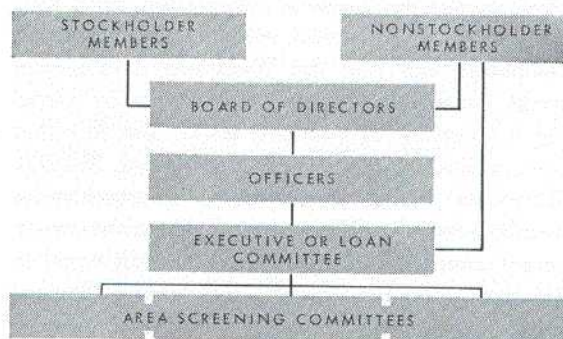 STOCKHOLDER
MEMBERS
NONSTOCKHOLDER
MEMBERS
BOARD OF DIRECTORS
OFFICERS
EXECUTIVE OR LOAN
COMMITTEE
AREA SCREENING COMMITTEES